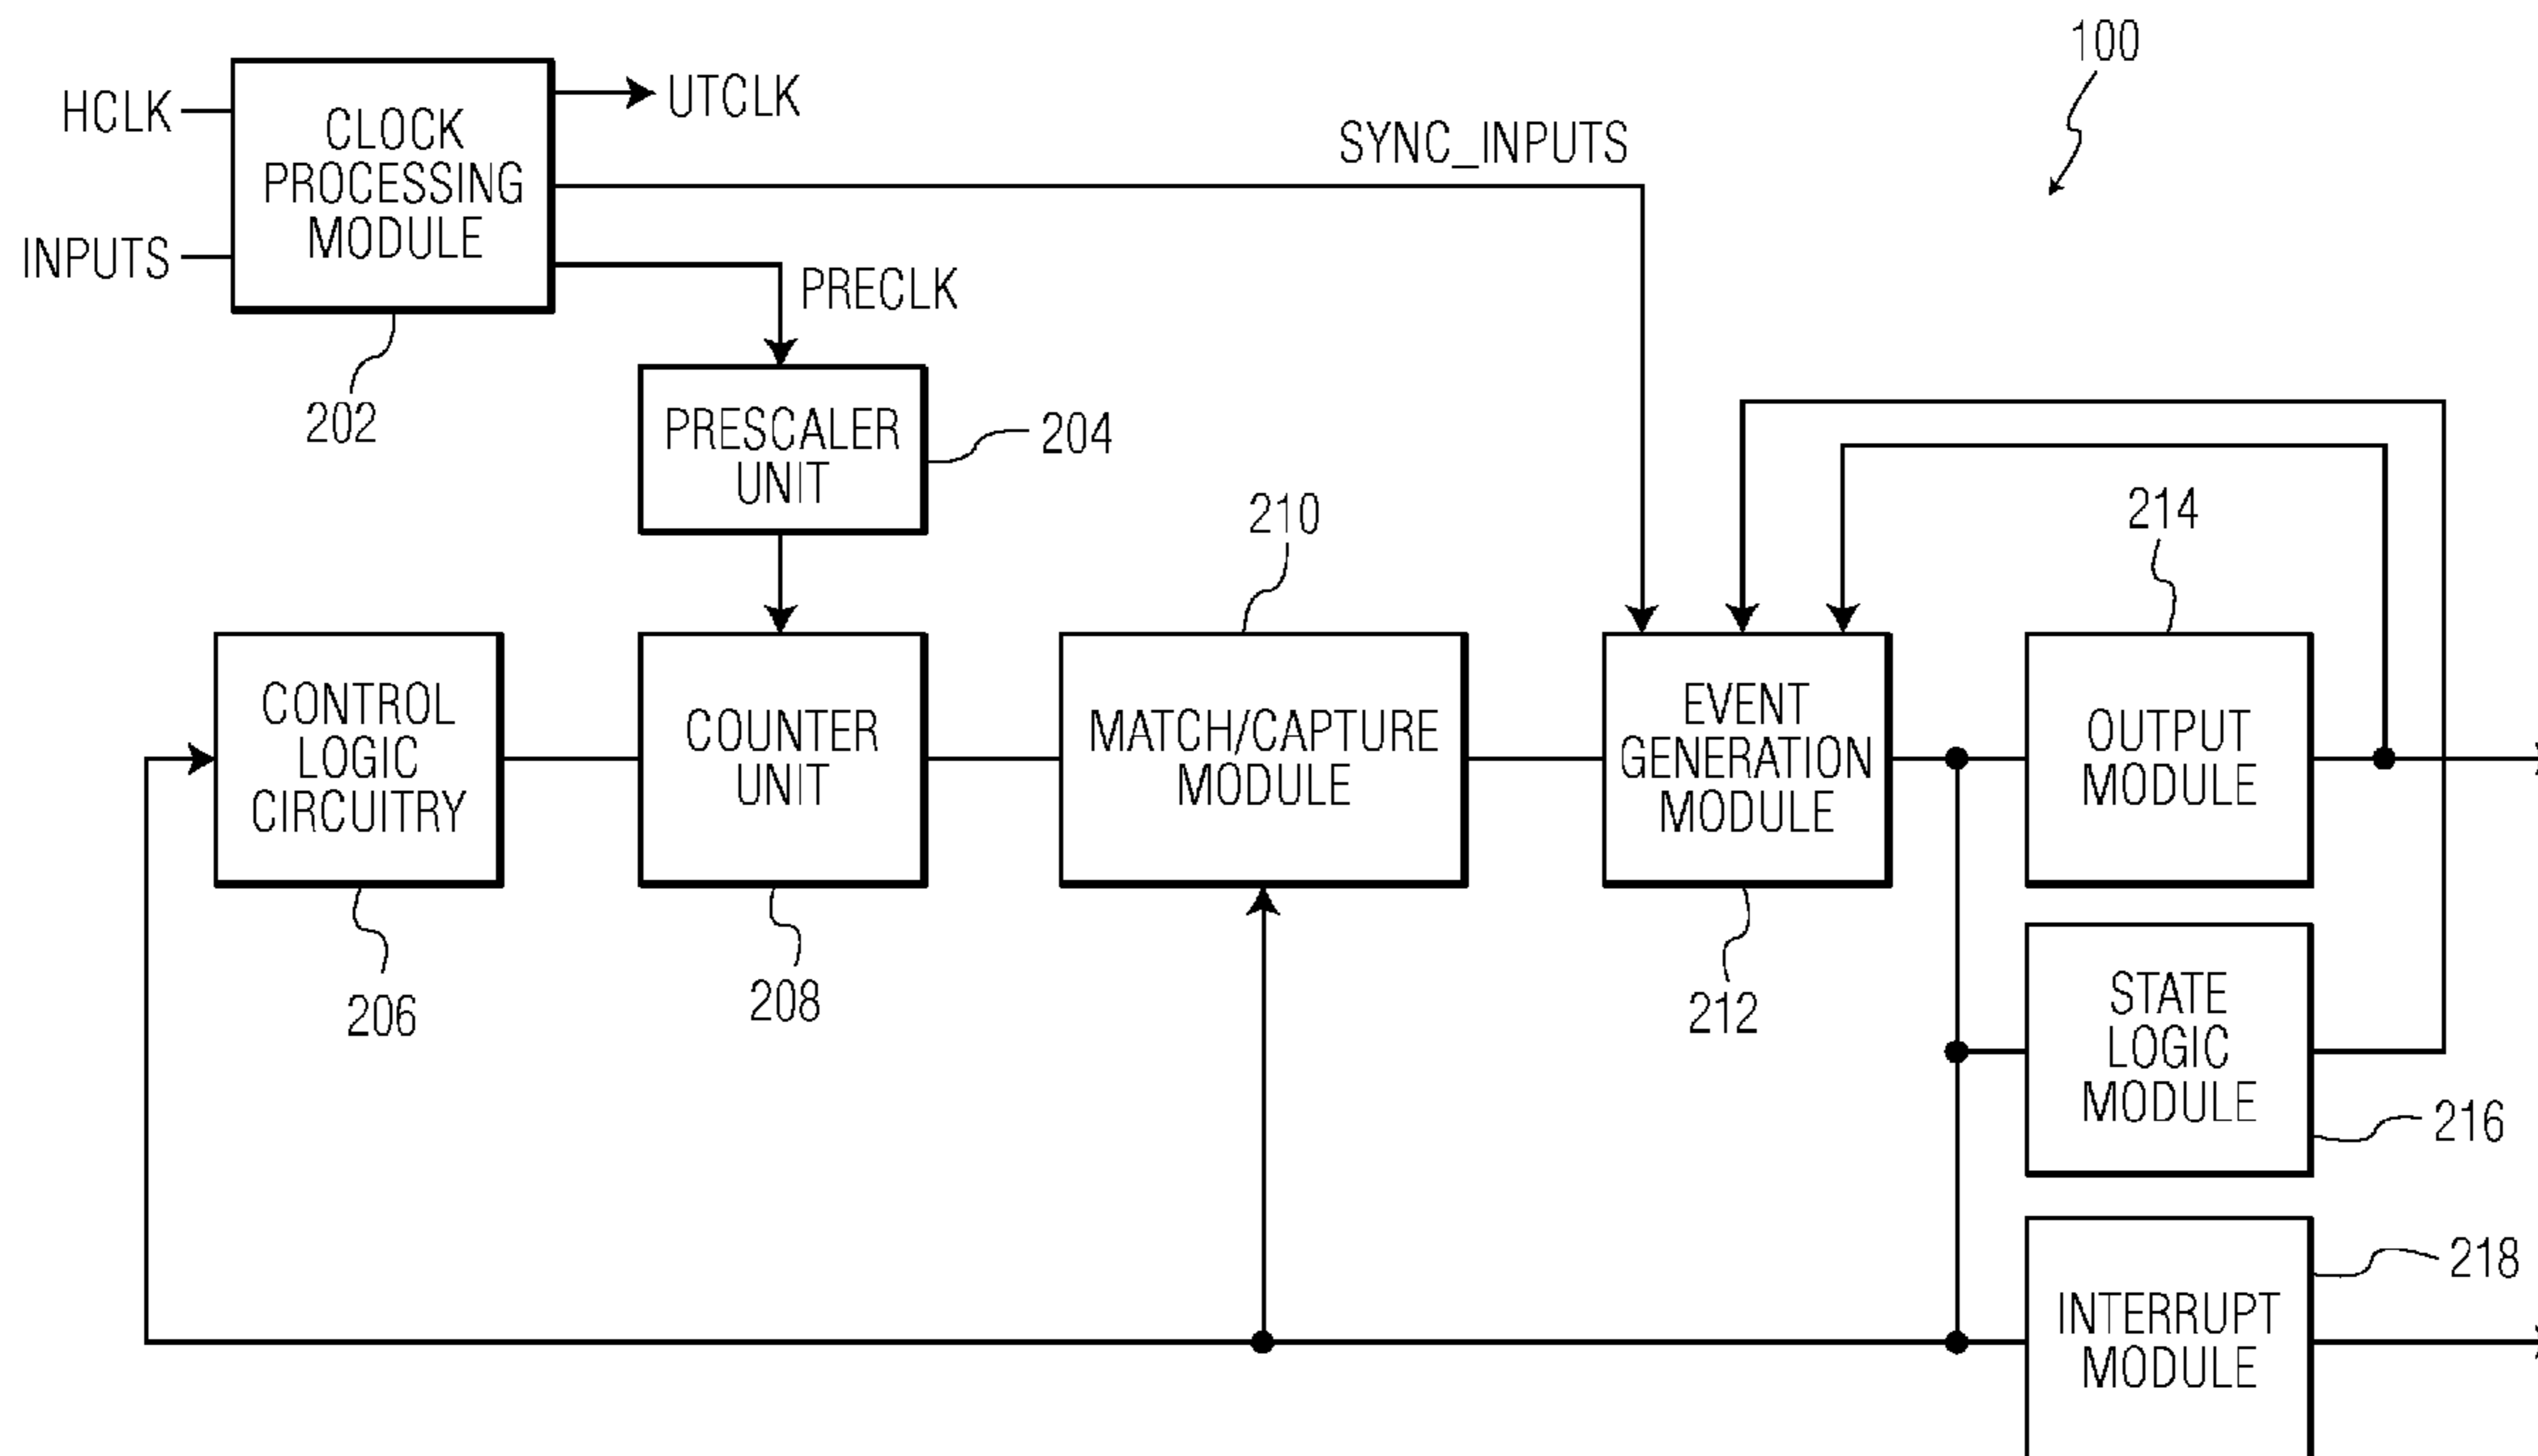 100
HCLK
INPUTS
CLOCK
PROCESSING
MODULE
UTCLK
SYNC_INPUTS
PRECLK
202
PRESCALER
UNIT
204
210
214
CONTROL
LOGIC
CIRCUITRY
COUNTER
UNIT
MATCH/CAPTURE
MODULE
EVENT
GENERATION
MODULE
OUTPUT
MODULE
206
208
212
STATE
LOGIC
MODULE
216
218
INTERRUPT
MODULE